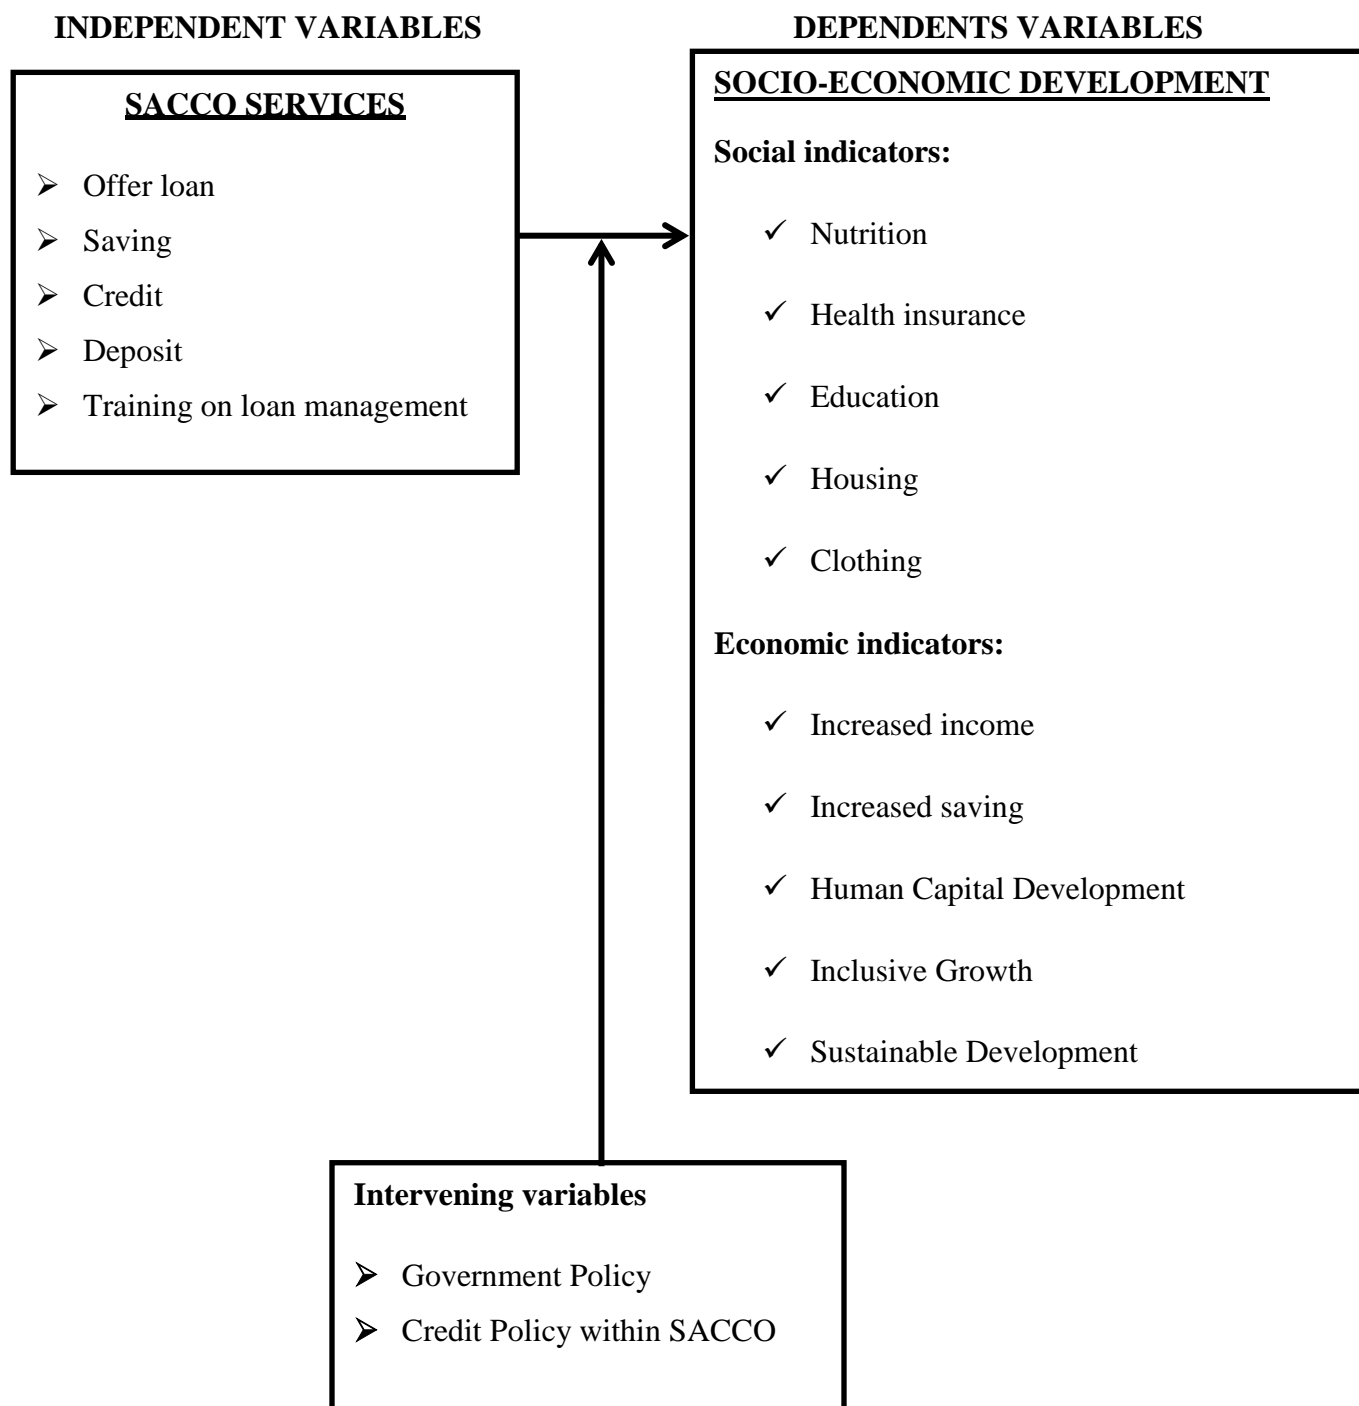 INDEPENDENT VARIABLES
SACCO SERVICES
➢ Offer loan
➢ Saving
➢ Credit
➢ Deposit
➢ Training on loan management
DEPENDENTS VARIABLES
SOCIO-ECONOMIC DEVELOPMENT
Social indicators:
✓ Nutrition
✓ Health insurance
✓ Education
✓ Housing
✓ Clothing
Economic indicators:
✓ Increased income
✓ Increased saving
✓ Human Capital Development
✓ Inclusive Growth
✓ Sustainable Development
Intervening variables
➢ Government Policy
➢ Credit Policy within SACCO